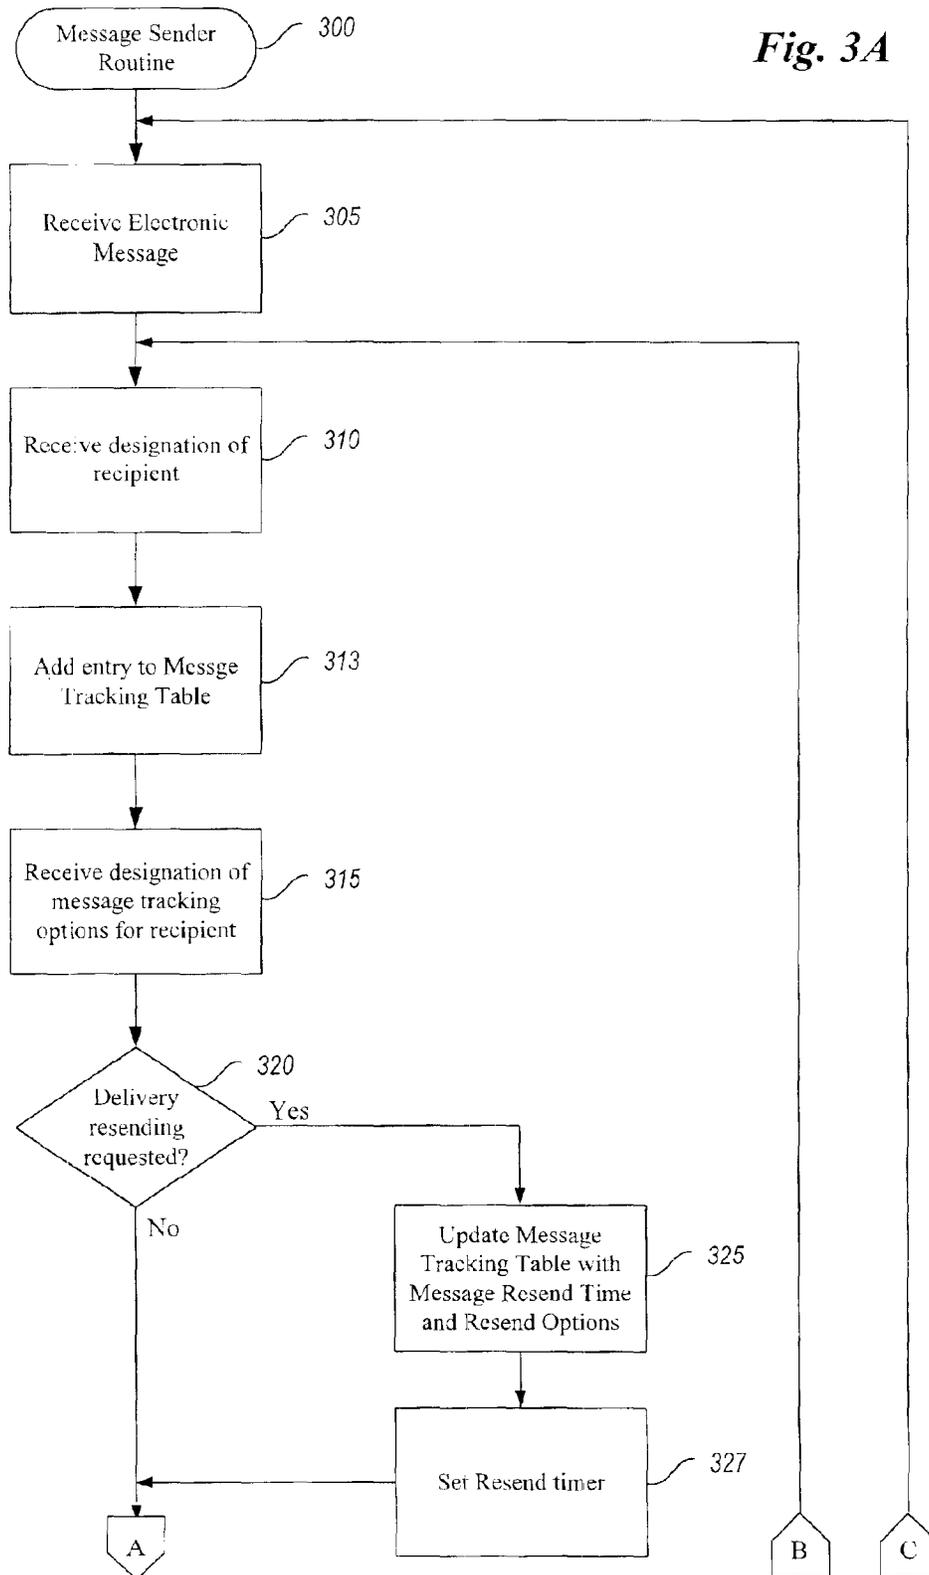 Message Sender
Routine
300
Fig. 3A
Receive Electronic
Message
305
Receive designation of
recipient
310
Add entry to Messge
Tracking Table
313
Receive designation of
message tracking
options for recipient
315
320
Delivery
resending
requested?
Yes
No
Update Message
Tracking Table with
Message Resend Time
and Resend Options
325
Set Resend timer
327
A
B
C